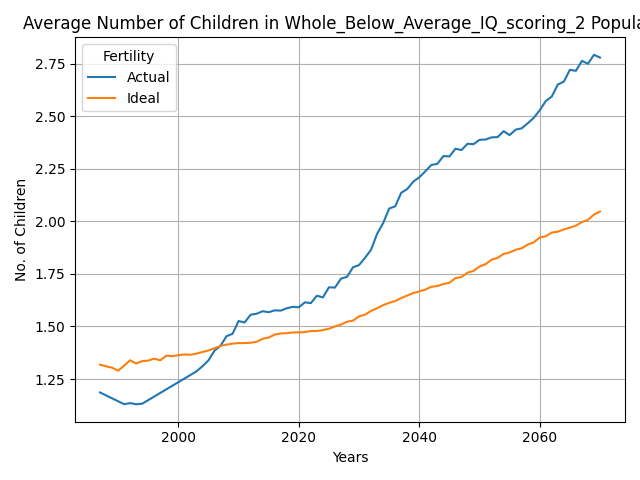 Average Number of Children in Whole_Below_Average_IQ_scoring_2 Popula
Fertility
Actual
Ideal
2.75
2.50
2.25
2.00
1.75
1.50
1.25
No. of Children
2000
2020
2040
2060
Years